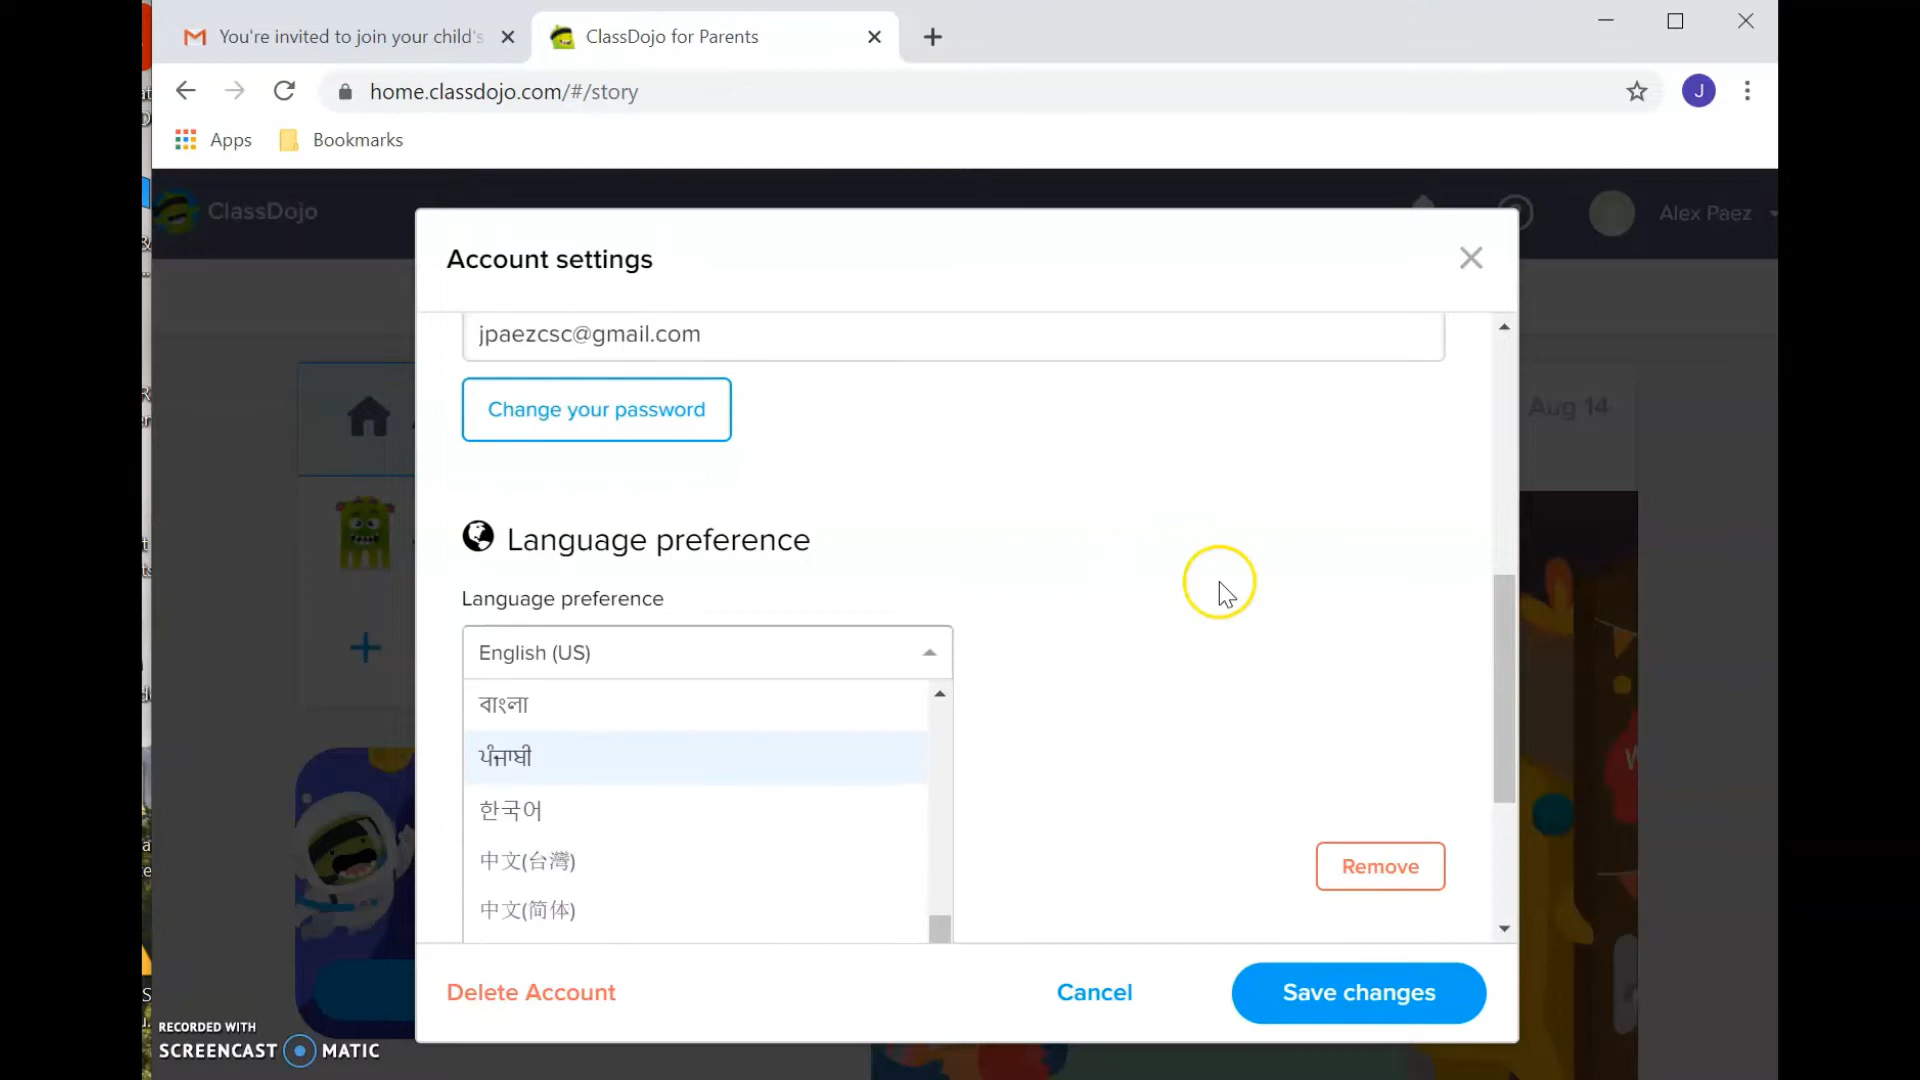 You're invited to join your child's
ClassDojo for Parents
home.classdojo.com/#/story
J
Apps
Bookmarks
ClassDojo
Alex Paez
Account settings
jpaezcsc@gmail.com
Change your password
Aug 14
Language preference
Language preference
English (US)
বাংলা
ਪੰਜਾਬੀ
한국어
中文(台灣)
中文(简体)
Remove
Delete Account
Cancel
Save changes
RECORDED WITH
SCREENCAST MATIC